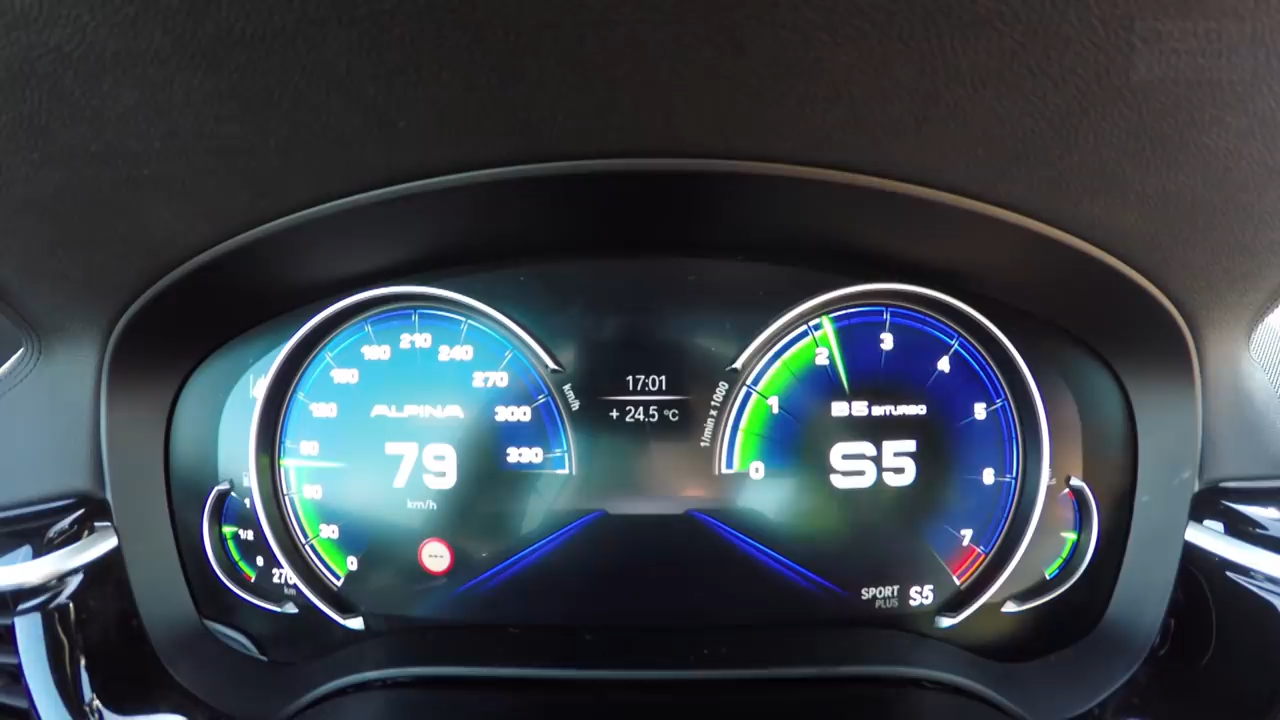 210
180
240
150
270
120
ALPINA
300
90
330
79
60
km/h
30
0
km/h
1
1/2
0
270
km
---
17:01
+ 24.5 °C
1/min x 1000
3
2
4
1
B5 BITURBO
5
0
S5
6
7
SPORT
PLUS
S5